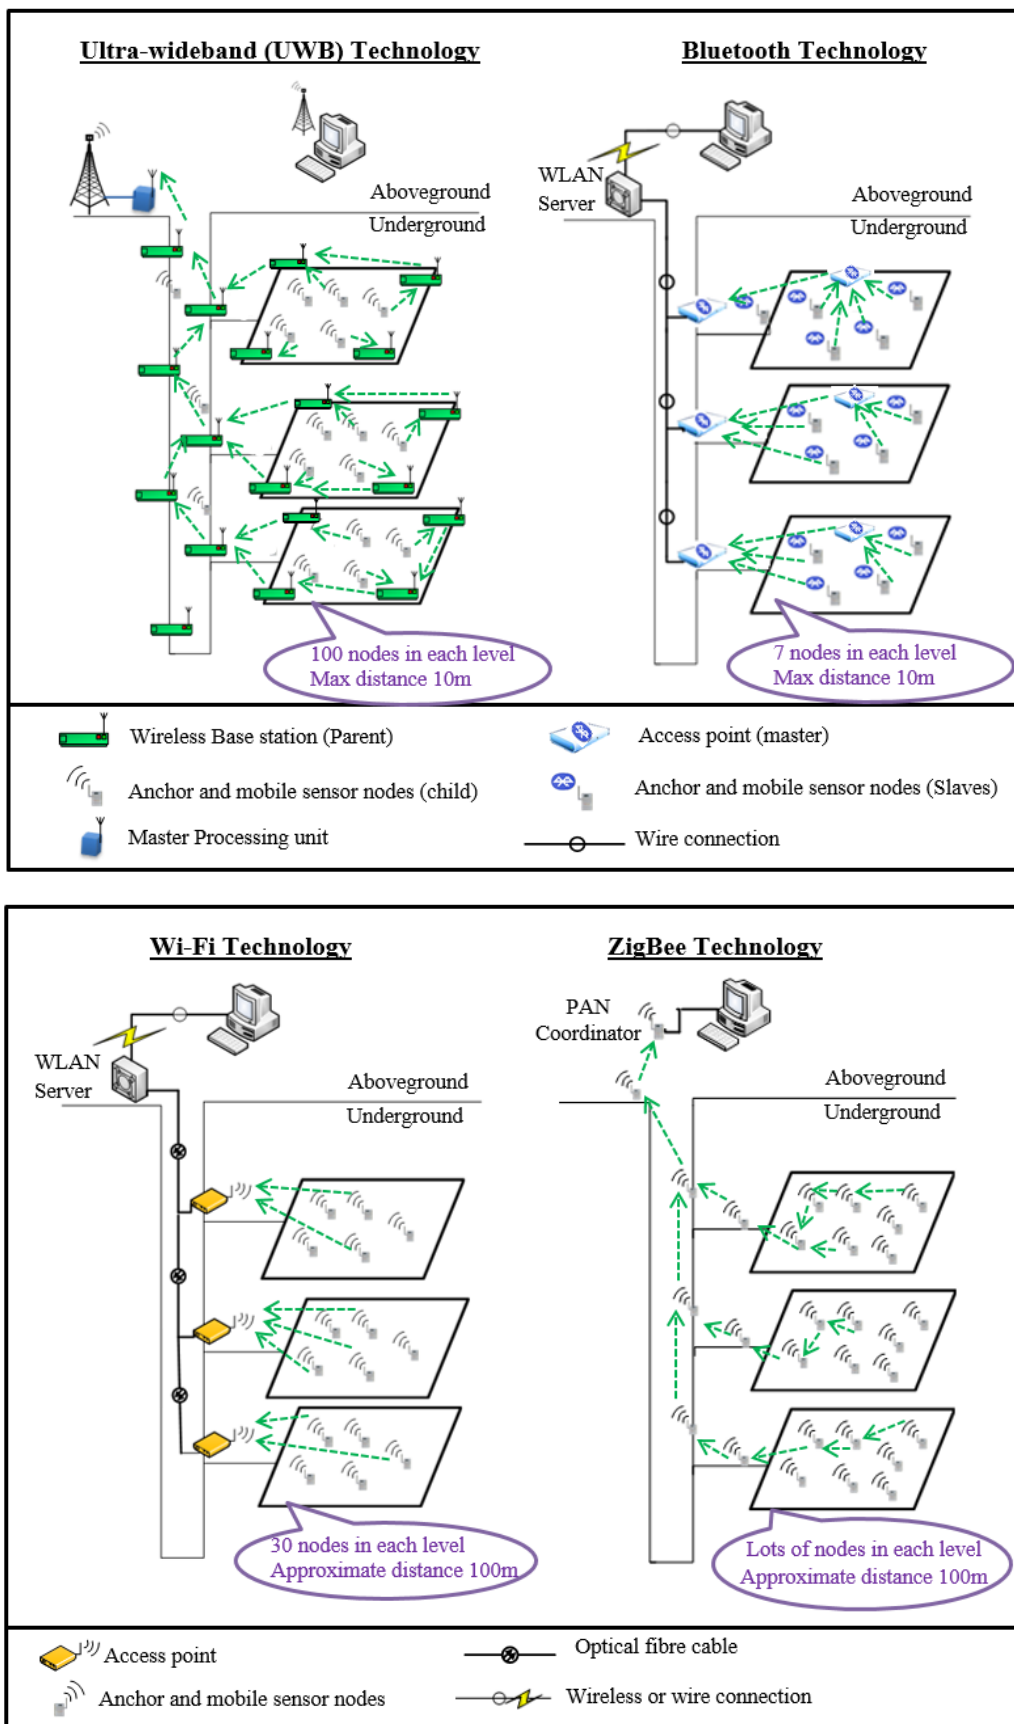 Ultra-wideband (UWB) Technology
Bluetooth Technology
WLAN
Server
Aboveground
Underground
Aboveground
Underground
100 nodes in each level
Max distance 10m
7 nodes in each level
Max distance 10m
Wireless Base station (Parent)
Access point (master)
Anchor and mobile sensor nodes (child)
Anchor and mobile sensor nodes (Slaves)
Master Processing unit
Wire connection
Wi-Fi Technology
ZigBee Technology
WLAN
Server
PAN
Coordinator
Aboveground
Underground
Aboveground
Underground
30 nodes in each level
Approximate distance 100m
Lots of nodes in each level
Approximate distance 100m
Access point
Optical fibre cable
Anchor and mobile sensor nodes
Wireless or wire connection